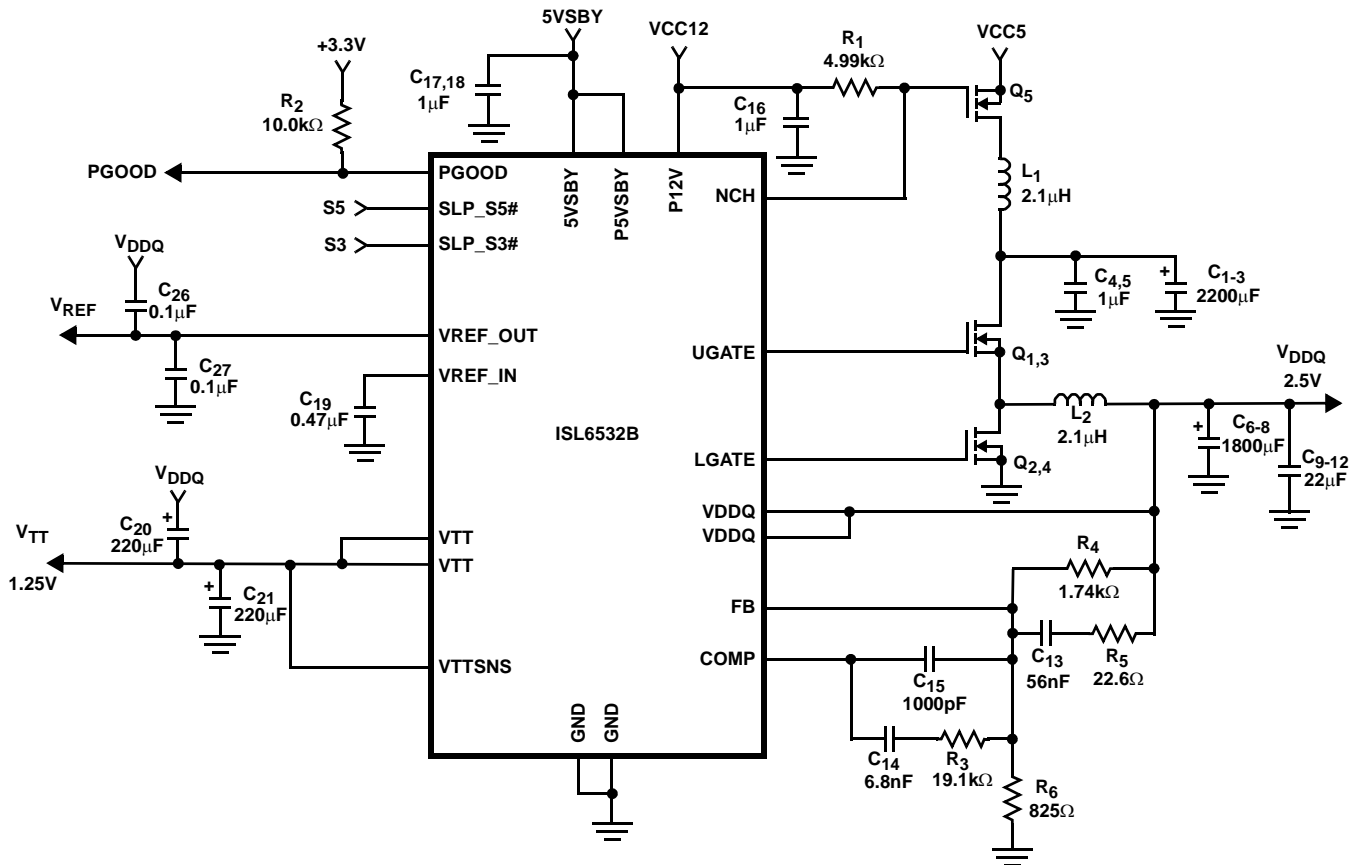 5VSBY
VCC12
VCC5
+3.3V
R1
4.99kΩ
C17,18
1μF
R2
10.0kΩ
C16
1μF
Q5
PGOOD
PGOOD
5VSBY
P5VSBY
P12V
NCH
L1
2.1μH
S5
SLP_S5#
S3
SLP_S3#
VDDQ
C26
0.1μF
VREF
C4,5
1μF
C1-3
2200μF
+
VREF_OUT
UGATE
Q1,3
C27
0.1μF
VREF_IN
VDDQ
2.5V
C19
0.47μF
ISL6532B
L2
2.1μH
+
C6-8
1800μF
LGATE
Q2,4
C9-12
22μF
VDDQ
C20
220μF
+
VDDQ
VDDQ
VTT
1.25V
VTT
VTT
R4
1.74kΩ
+
C21
220μF
FB
C13
56nF
R5
22.6Ω
COMP
VTTSNS
C15
1000pF
GND
GND
C14
6.8nF
R3
19.1kΩ
R6
825Ω